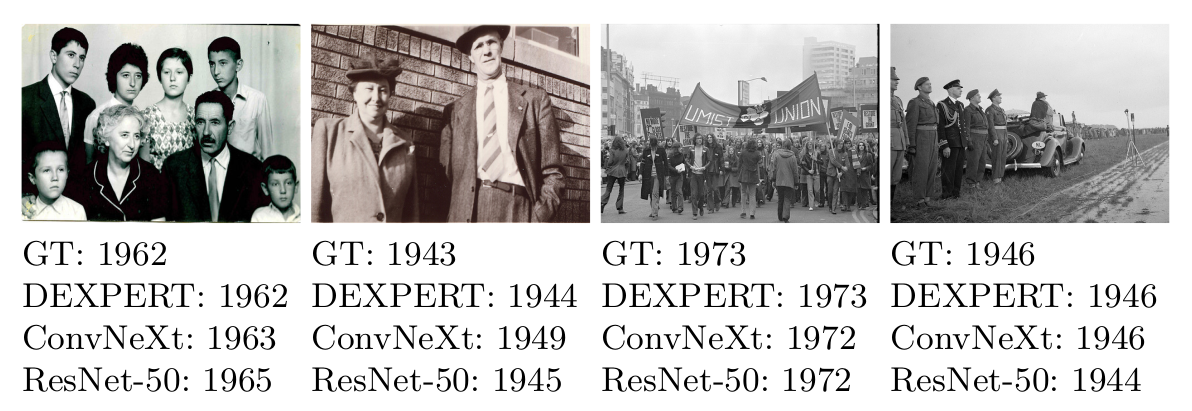 UMIST UNION
GT: 1962
DEXPERT: 1962
ConvNeXt: 1963
ResNet-50: 1965
GT: 1943
DEXPERT: 1944
ConvNeXt: 1949
ResNet-50: 1945
GT: 1973
DEXPERT: 1973
ConvNeXt: 1972
ResNet-50: 1972
GT: 1946
DEXPERT: 1946
ConvNeXt: 1946
ResNet-50: 1944